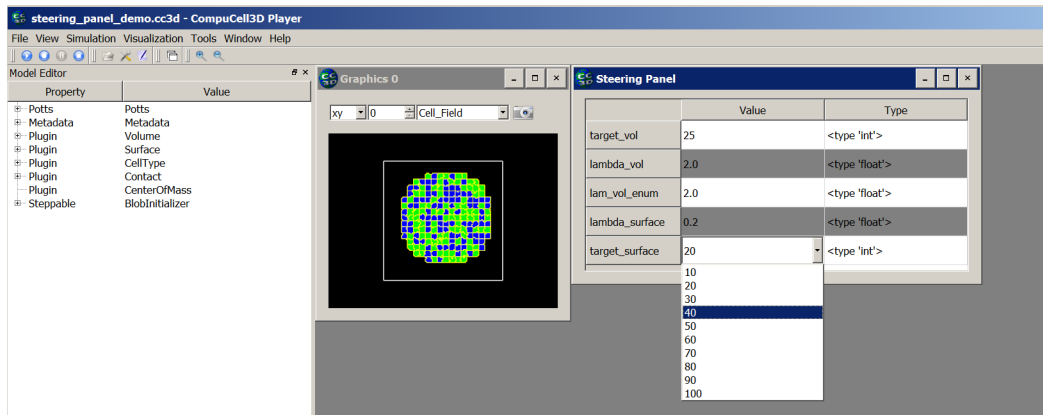 steering_panel_demo.cc3d - CompuCell3D Player
File View Simulation Visualization Tools Window Help
Model Editor
Property Value
Potts Potts
Metadata Metadata
Plugin Volume
Plugin Surface
Plugin CellType
Plugin Contact
Plugin CenterOfMass
Steppable BlobInitializer
Graphics 0
xy 0 Cell_Field
Steering Panel
Value Type
target_vol 25 <type 'int'>
lambda_vol 2.0 <type 'float'>
lam_vol_enum 2.0 <type 'float'>
lambda_surface 0.2 <type 'float'>
target_surface 20 <type 'int'>
10
20
30
40
50
60
70
80
90
100